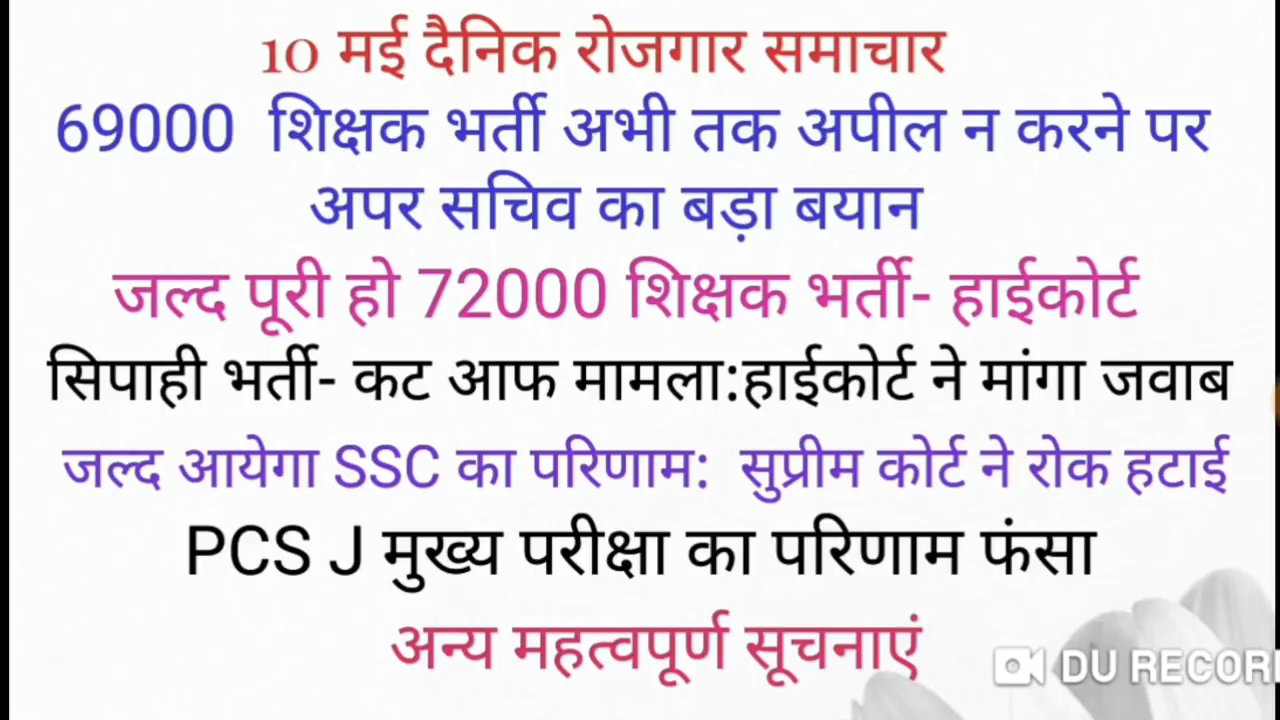 10 मई दैनिक रोजगार समाचार
69000 शिक्षक भर्ती अभी तक अपील न करने पर
अपर सचिव का बड़ा बयान
जल्द पूरी हो 72000 शिक्षक भर्ती- हाईकोर्ट
सिपाही भर्ती- कट आफ मामला:हाईकोर्ट ने मांगा जवाब
जल्द आयेगा SSC का परिणाम: सुप्रीम कोर्ट ने रोक हटाई
PCS J मुख्य परीक्षा का परिणाम फंसा
अन्य महत्वपूर्ण सूचनाएं
DU RECOR